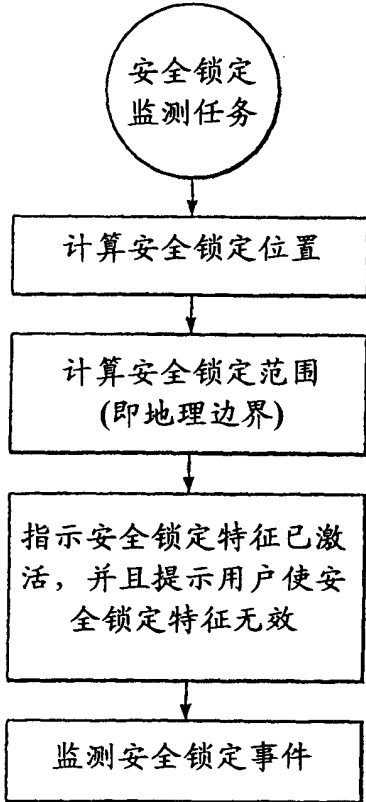 安全锁定
监测任务
计算安全锁定位置
计算安全锁定范围
(即地理边界)
指示安全锁定特征已激
活，并且提示用户使安
全锁定特征无效
监测安全锁定事件